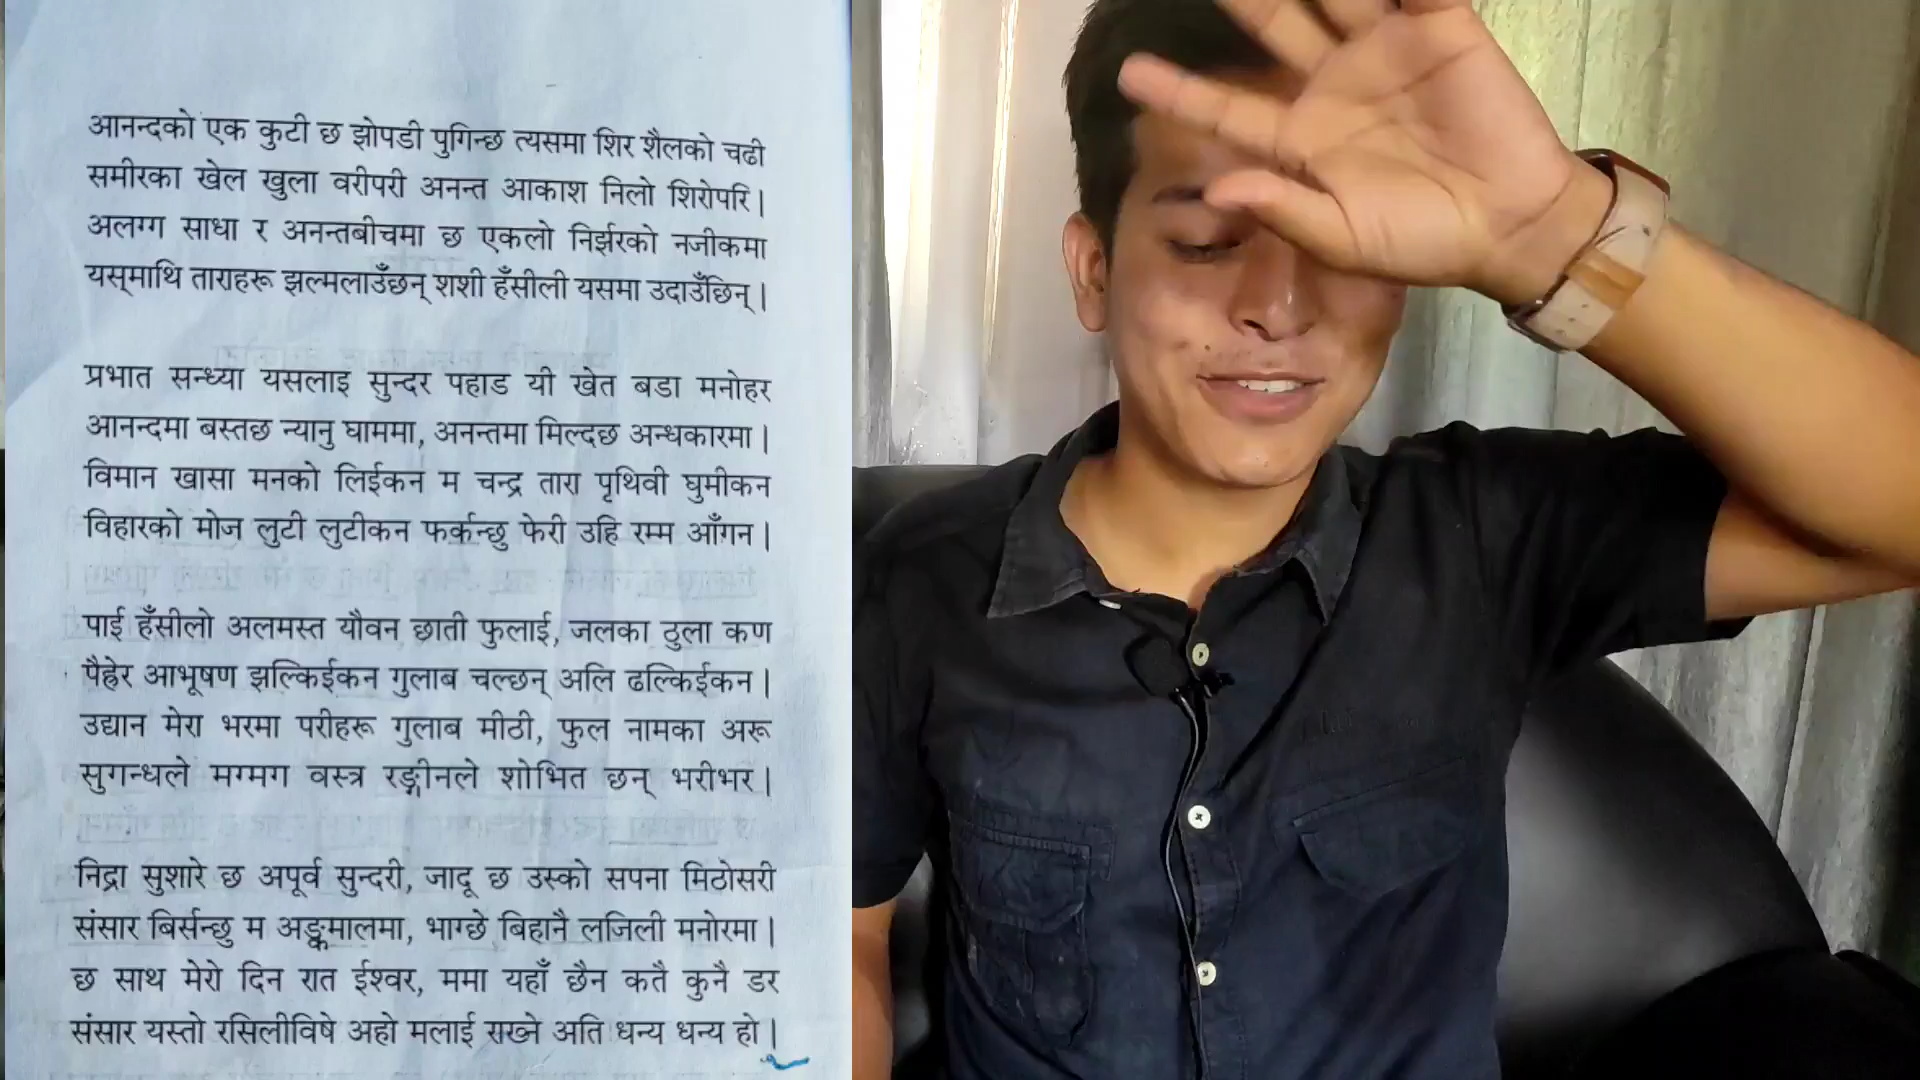 आनन्दको एक कुटी छ झोपडी पुगिन्छ त्यसमा शिर शैलको चढी
समीरका खेल खुला वरीपरी अनन्त आकाश निलो शिरोपरि |
अलग्ग साधा र अनन्तबीचमा छ एकलो निर्झरको नजीकमा
यस्माथि ताराहरू झल्मलाउँछन् शशी हँसीली यसमा उदाउँछिन् |
प्रभात सन्ध्या यसलाइ सुन्दर पहाड यी खेत बडा मनोहर
आनन्दमा बस्तछ न्यानु घाममा, अनन्तमा मिल्दछ अन्धकारमा |
विमान खासा मनको लिईकन म चन्द्र तारा पृथिवी घुमीकन
विहारको मोज लुटी लुटीकन फर्कन्छु फेरी उहि रम्म आँगन |
पाई हँसीलो अलमस्त यौवन छाती फुलाई, जलका ठुला कण
पैह्रेर आभूषण झल्किईकन गुलाब चल्छन् अलि ढल्किईकन |
उद्यान मेरा भरमा परीहरू गुलाब मीठी, फुल नामका अरू
सुगन्धले मग्मग वस्त्र रङ्गीनले शोभित छन् भरीभर |
निद्रा सुशारे छ अपूर्व सुन्दरी, जादू छ उस्को सपना मिठोसरी
संसार बिर्सन्छु म अङ्कमालमा, भाग्छे बिहानै लजिली मनोरमा |
छ साथ मेरो दिन रात ईश्वर, ममा यहाँ छैन कतै कुनै डर
संसार यस्तो रसिलीविषे अहो मलाई राख्ने अति धन्य धन्य हो |